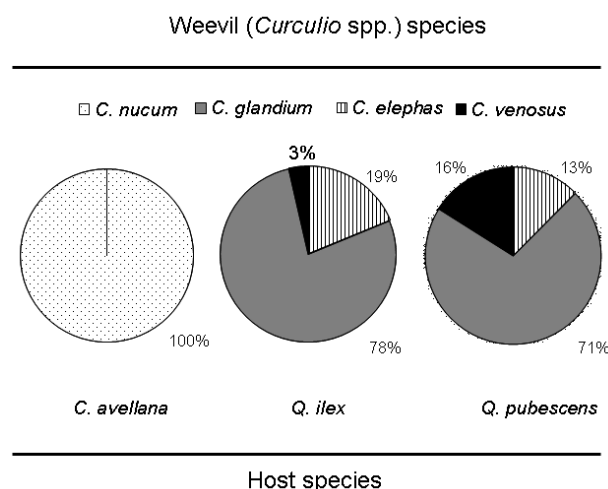 Weevil (Curculio spp.) species
C. nucum C. glandium C. elephas C. venosus
3%
19%
16%
13%
100%
78%
71%
C. avellana Q. ilex Q. pubescens
Host species